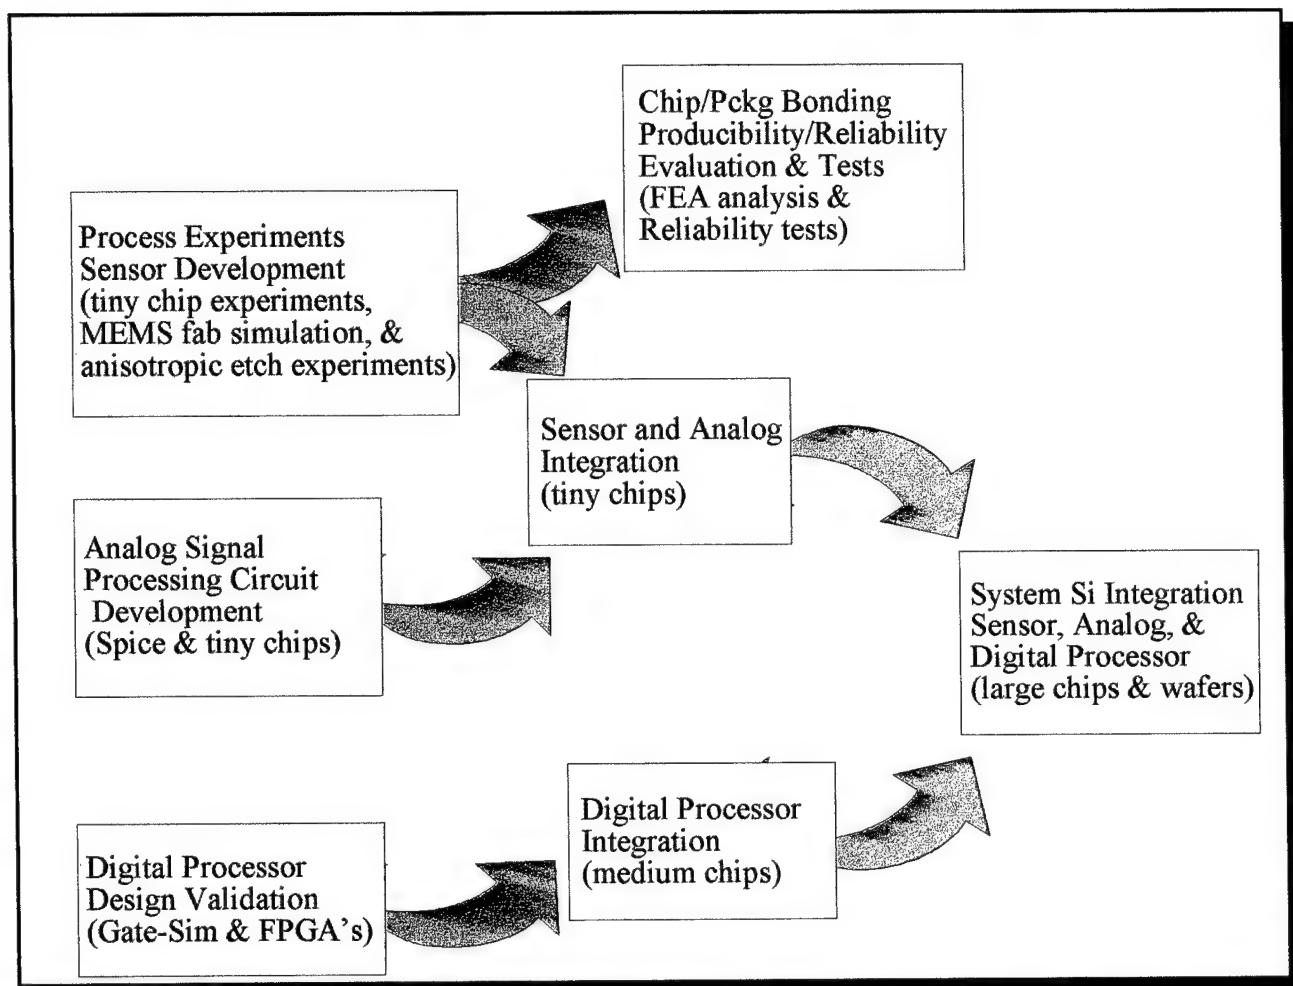 Chip/Pckg Bonding
Producibility/Reliability
Evaluation & Tests
(FEA analysis &
Reliability tests)
Process Experiments
Sensor Development
(tiny chip experiments,
MEMS fab simulation, &
anisotropic etch experiments)
Sensor and Analog
Integration
(tiny chips)
Analog Signal
Processing Circuit
Development
(Spice & tiny chips)
System Si Integration
Sensor, Analog, &
Digital Processor
(large chips & wafers)
Digital Processor
Integration
(medium chips)
Digital Processor
Design Validation
(Gate-Sim & FPGA's)